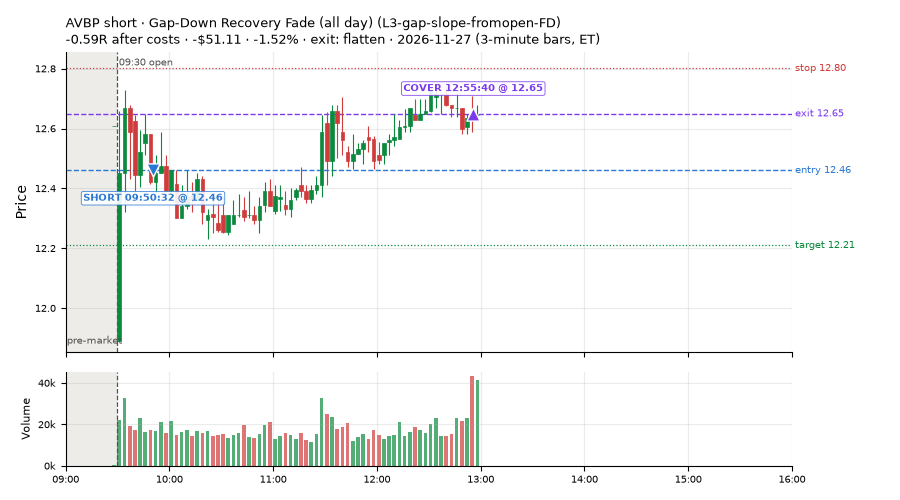 AVBP short · Gap-Down Recovery Fade (all day) (L3-gap-slope-fromopen-FD)
-0.59R after costs · -$51.11 · -1.52% · exit: flatten · 2026-11-27 (3-minute bars, ET)
09:30 open
12.8
stop 12.80
COVER 12:55:40 @ 12.65
exit 12.65
12.6
entry 12.46
12.4
SHORT 09:50:32 @ 12.46
Price
12.2
target 12.21
12.0
pre-market
40k
20k
0k
Volume
09:00
10:00
11:00
12:00
13:00
14:00
15:00
16:00